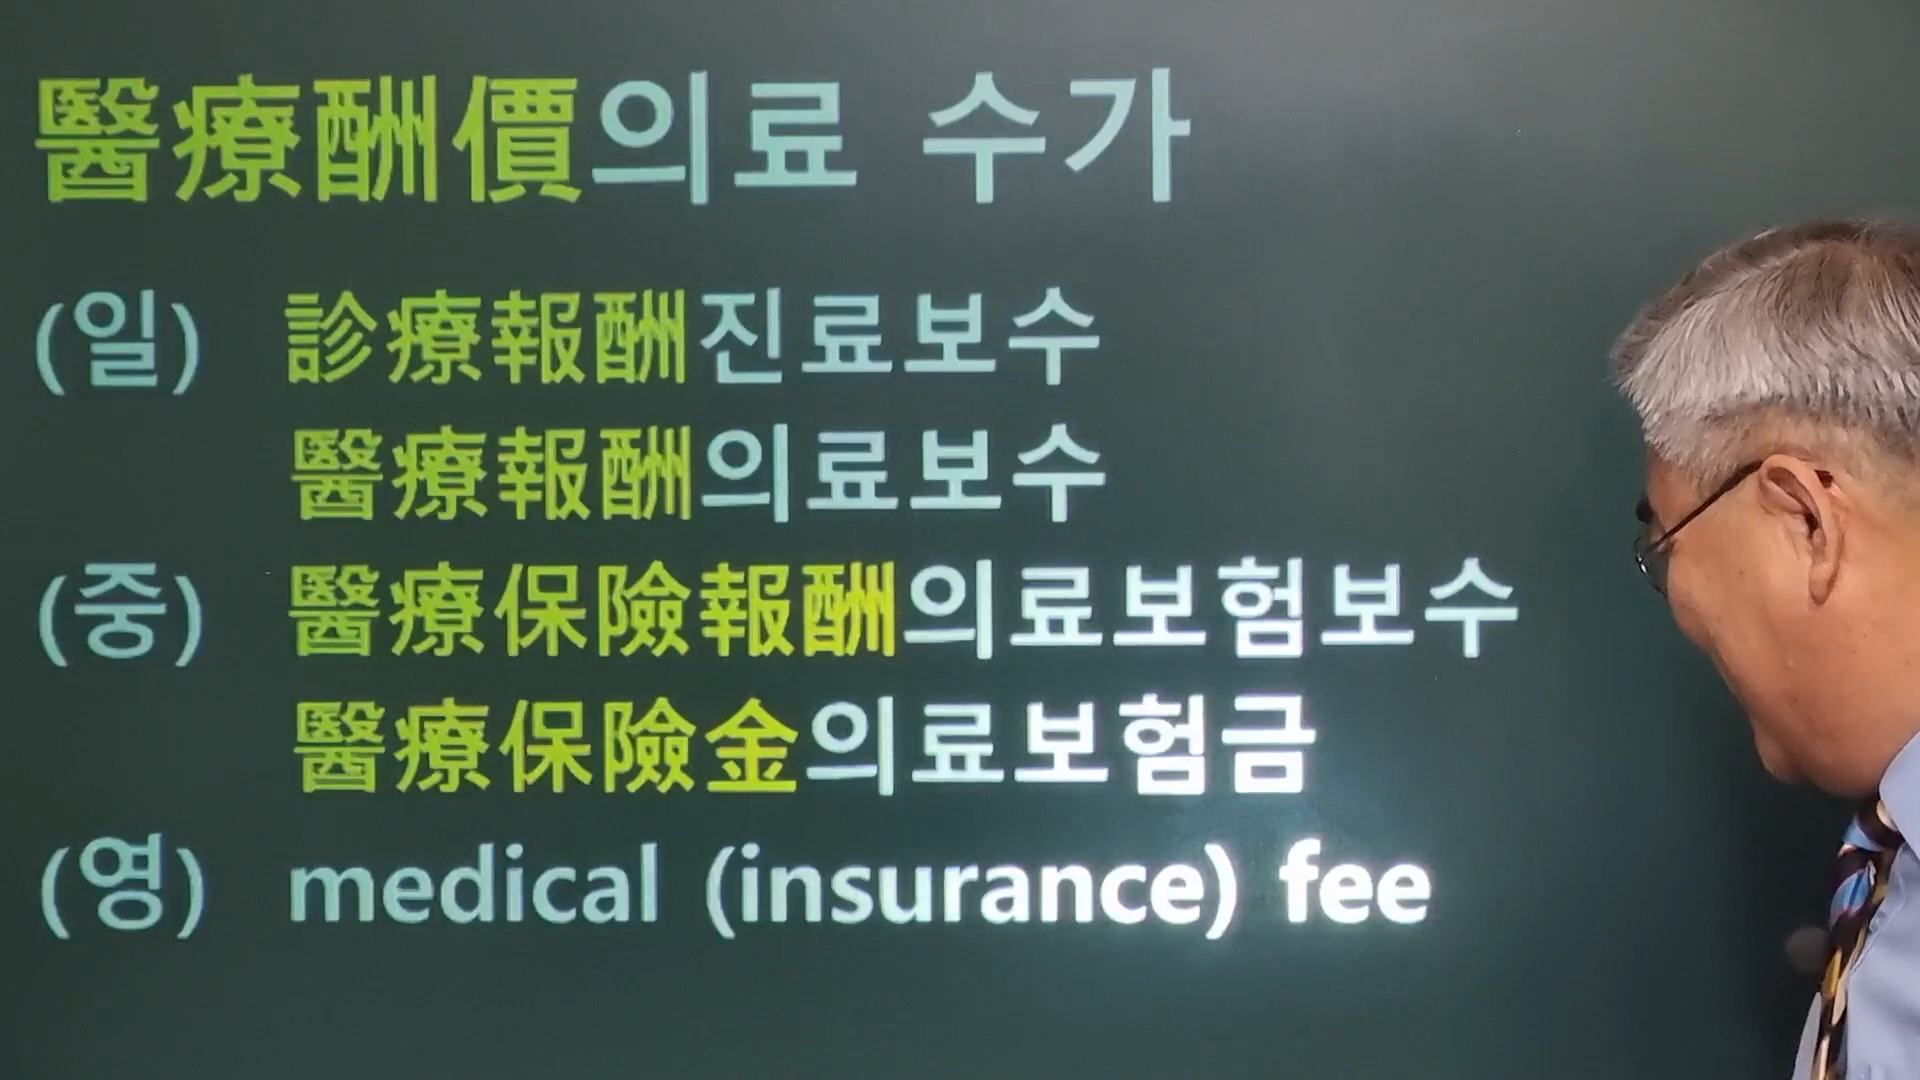 醫療酬價의료 수가
(일) 診療報酬진료보수
醫療報酬의료보수
(중) 醫療保險報酬의료보험보수
醫療保險金의료보험금
(영) medical (insurance) fee